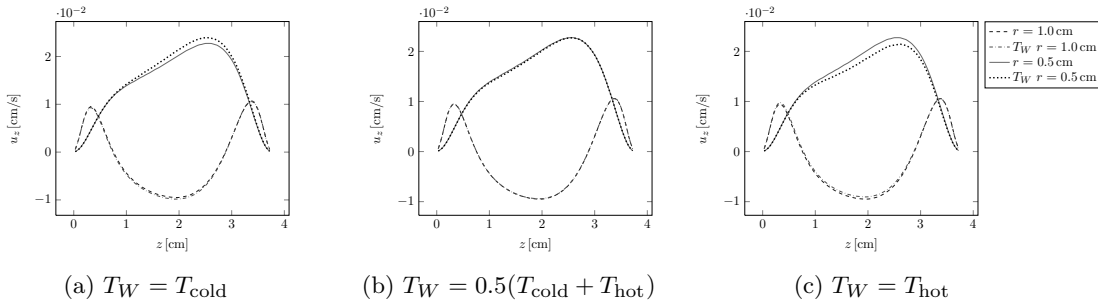 ·10⁻²
2
1
0
−1
u_z [cm/s]
0 1 2 3 4
z [cm]
(a) T_W = T_cold
·10⁻²
2
1
0
−1
u_z [cm/s]
0 1 2 3 4
z [cm]
(b) T_W = 0.5(T_cold + T_hot)
·10⁻²
2
1
0
−1
u_z [cm/s]
0 1 2 3 4
z [cm]
(c) T_W = T_hot
r = 1.0 cm
T_W r = 1.0 cm
r = 0.5 cm
T_W r = 0.5 cm